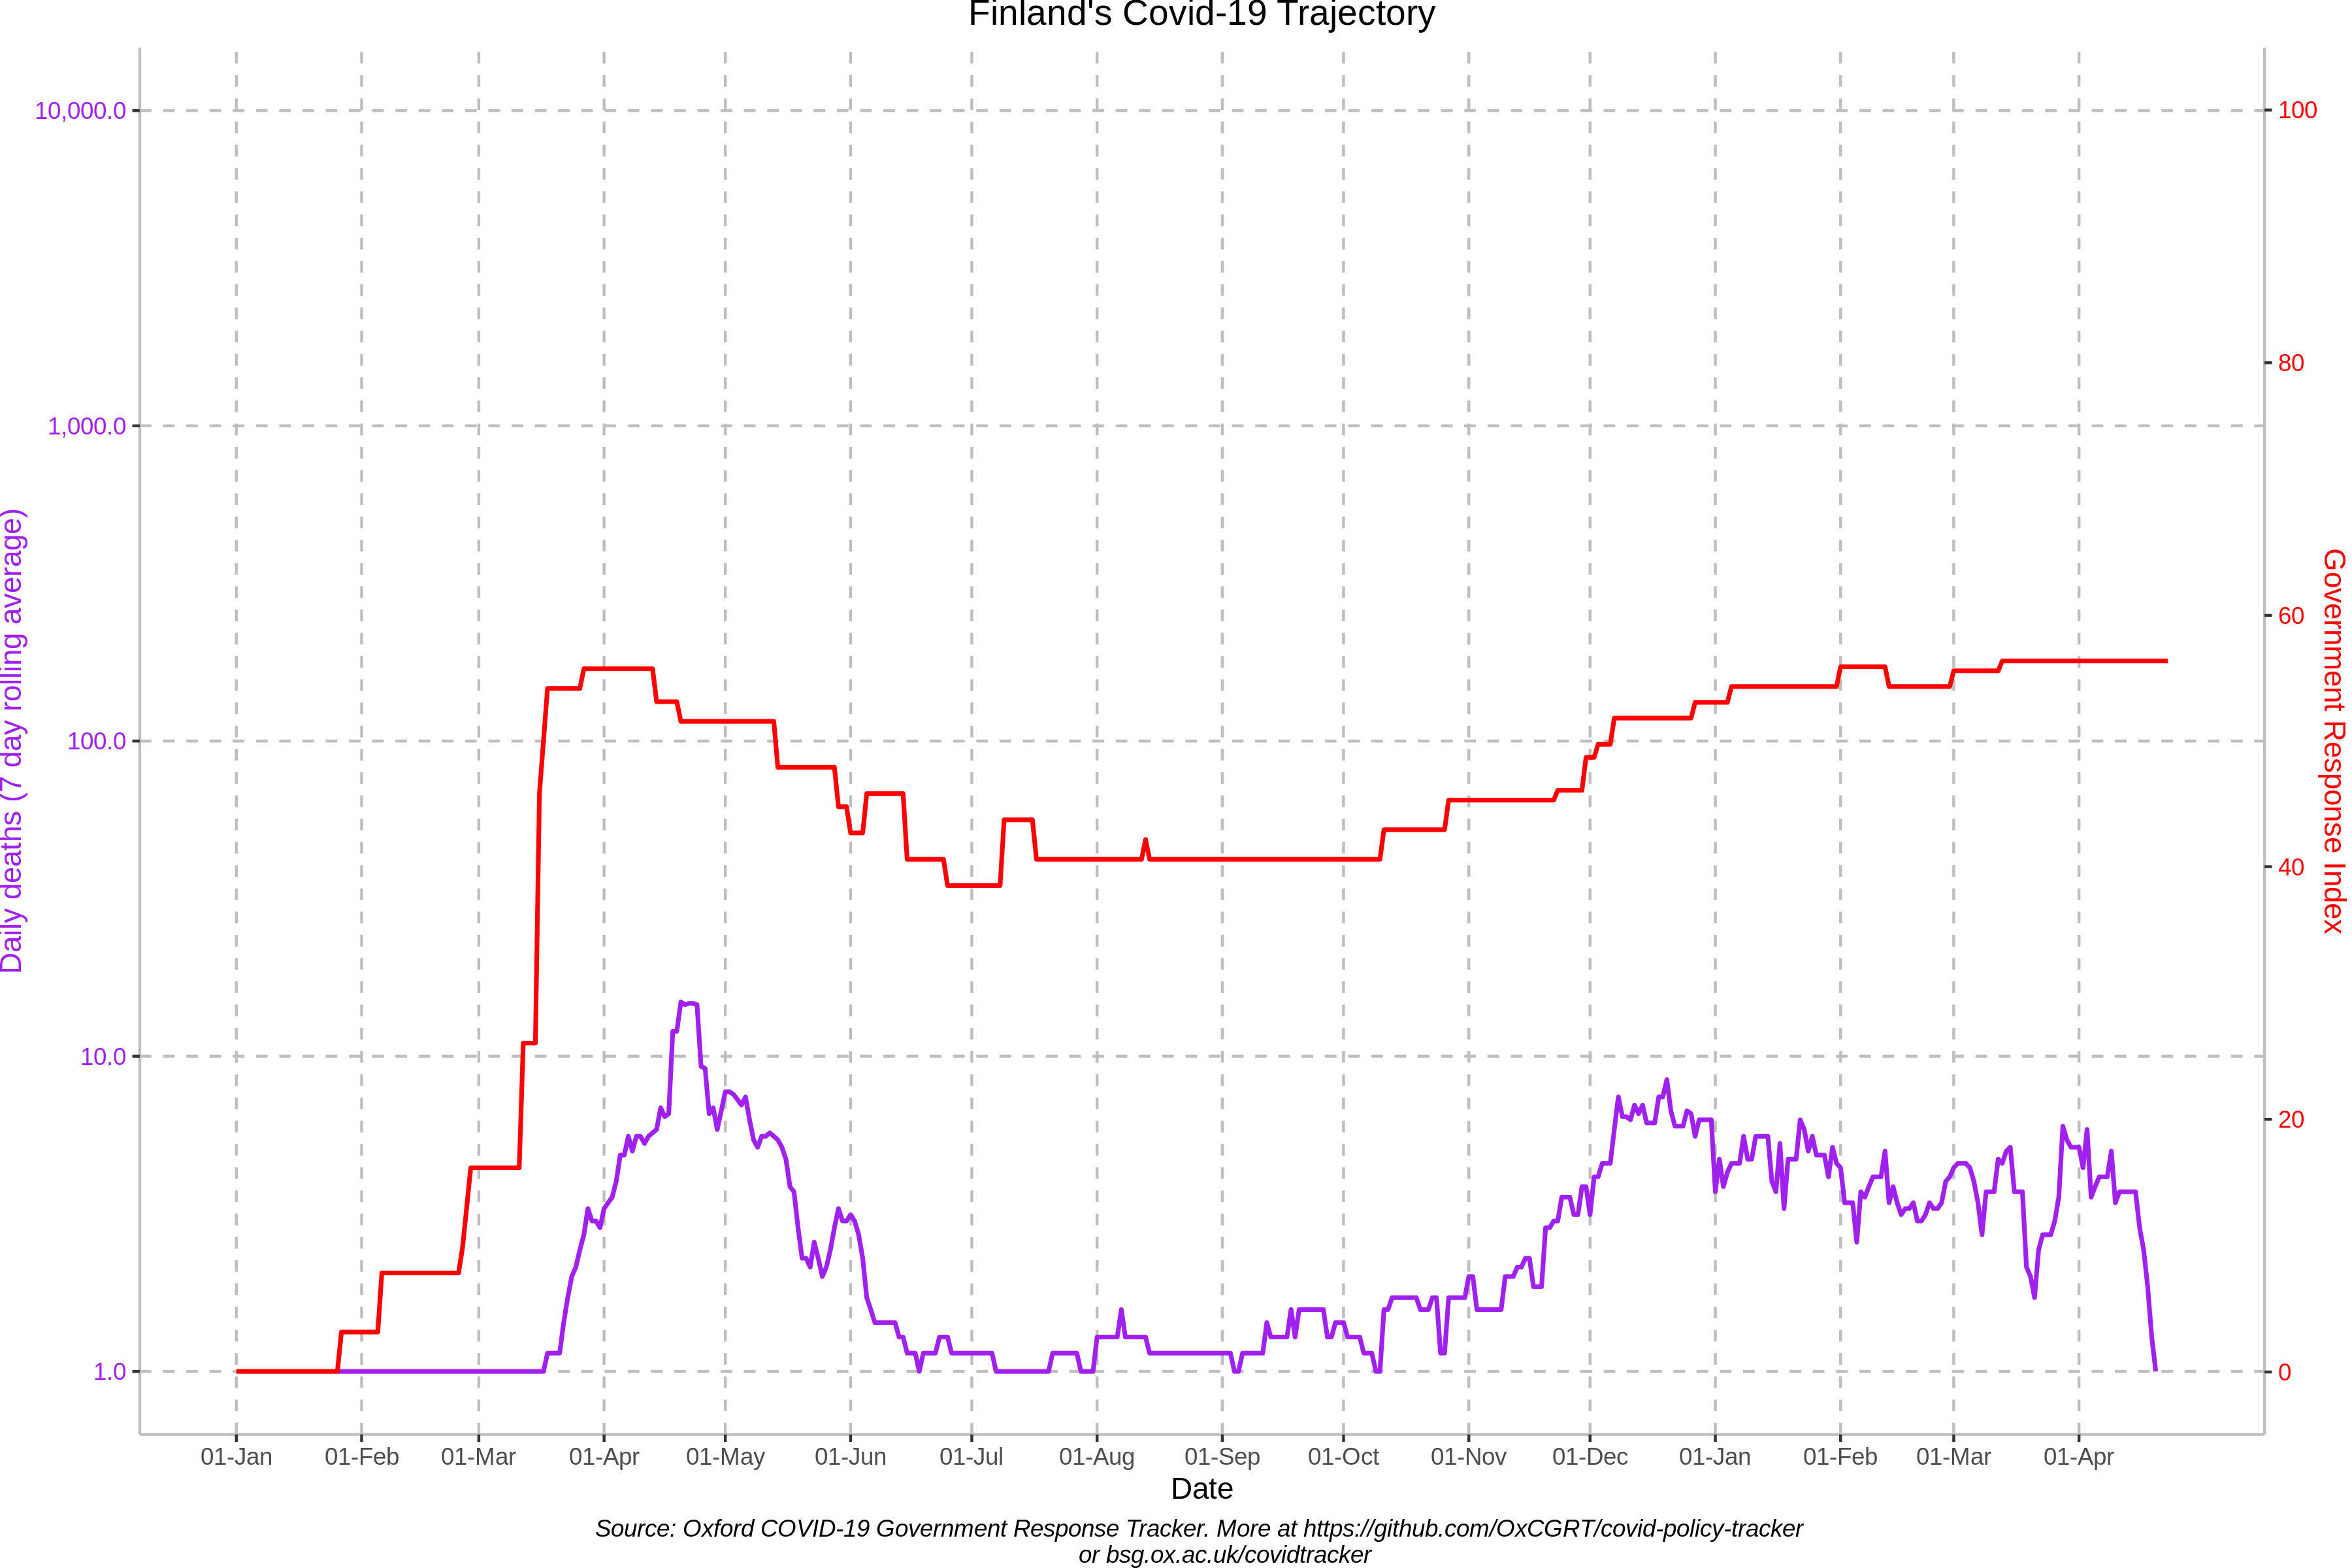 Finland's Covid-19 Trajectory
10,000.0
1,000.0
100.0
10.0
1.0
Daily deaths (7 day rolling average)
100
80
60
40
20
0
Government Response Index
01-Jan 01-Feb 01-Mar 01-Apr 01-May 01-Jun 01-Jul 01-Aug 01-Sep 01-Oct 01-Nov 01-Dec 01-Jan 01-Feb 01-Mar 01-Apr
Date
Source: Oxford COVID-19 Government Response Tracker. More at https://github.com/OxCGRT/covid-policy-tracker
or bsg.ox.ac.uk/covidtracker